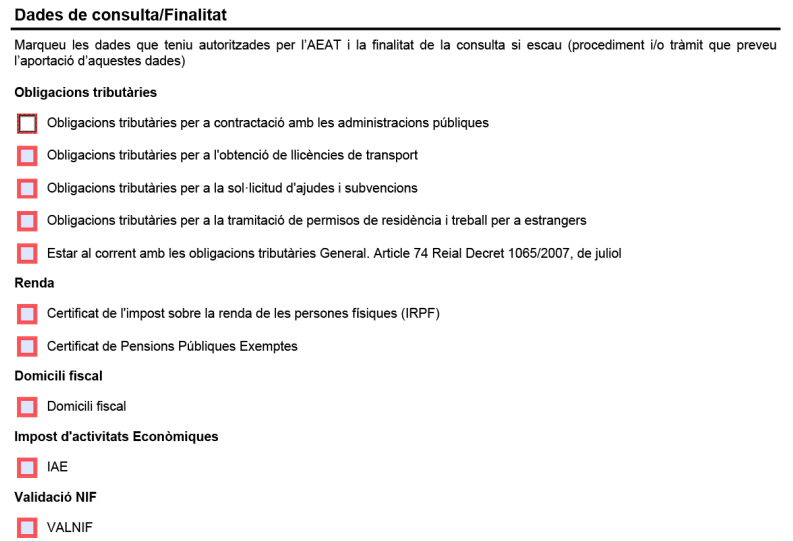 Dades de consulta/Finalitat
Marqueu les dades que teniu autoritzades per l'AEAT i la finalitat de la consulta si escau (procediment i/o tràmit que preveu
l'aportació d'aquestes dades)
Obligacions tributàries
Obligacions tributàries per a contractació amb les administracions públiques
Obligacions tributàries per a l'obtenció de llicències de transport
Obligacions tributàries per a la sol·licitud d'ajudes i subvencions
Obligacions tributàries per a la tramitació de permisos de residència i treball per a estrangers
Estar al corrent amb les obligacions tributàries General. Article 74 Reial Decret 1065/2007, de juliol
Renda
Certificat de l'impost sobre la renda de les persones físiques (IRPF)
Certificat de Pensions Públiques Exemptes
Domicili fiscal
Domicili fiscal
Impost d'activitats Econòmiques
IAE
Validació NIF
VALNIF